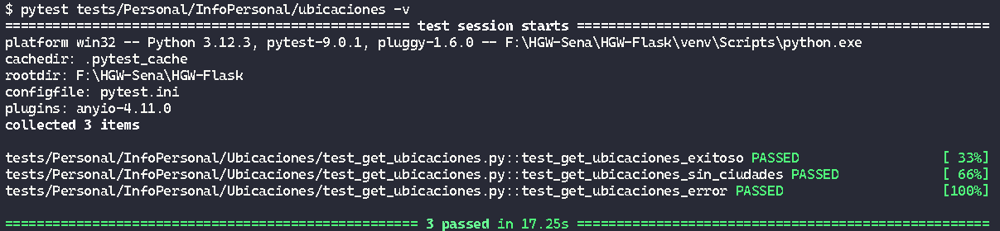 $ pytest tests/Personal/InfoPersonal/ubicaciones -v
================================================= test session starts ==================================================
platform win32 -- Python 3.12.3, pytest-9.0.1, pluggy-1.6.0 -- F:\HGW-Sena\HGW-Flask\venv\Scripts\python.exe
cachedir: .pytest_cache
rootdir: F:\HGW-Sena\HGW-Flask
configfile: pytest.ini
plugins: anyio-4.11.0
collected 3 items
tests/Personal/InfoPersonal/Ubicaciones/test_get_ubicaciones.py::test_get_ubicaciones_exitoso PASSED [ 33%]
tests/Personal/InfoPersonal/Ubicaciones/test_get_ubicaciones.py::test_get_ubicaciones_sin_ciudades PASSED [ 66%]
tests/Personal/InfoPersonal/Ubicaciones/test_get_ubicaciones.py::test_get_ubicaciones_error PASSED [100%]
================================================== 3 passed in 17.25s ==================================================